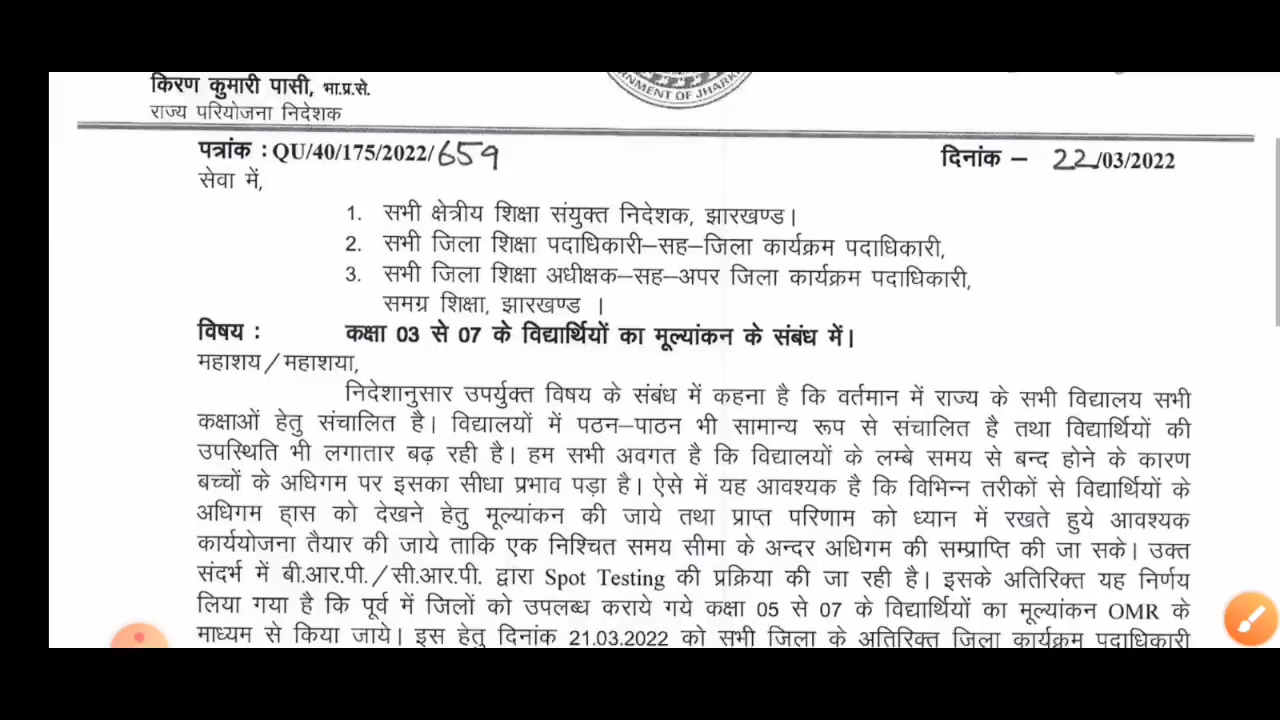 किरण कुमारी पासी, भा.प्र.से.
राज्य परियोजना निदेशक
RNMENT OF JHARK
पत्रांक : QU/40/175/2022/659 दिनांक – 22/03/2022
सेवा में,
1. सभी क्षेत्रीय शिक्षा संयुक्त निदेशक, झारखण्ड।
2. सभी जिला शिक्षा पदाधिकारी–सह–जिला कार्यक्रम पदाधिकारी,
3. सभी जिला शिक्षा अधीक्षक–सह–अपर जिला कार्यक्रम पदाधिकारी,
समग्र शिक्षा, झारखण्ड ।
विषय : कक्षा 03 से 07 के विद्यार्थियों का मूल्यांकन के संबंध में।
महाशय/महाशया,
निदेशानुसार उपर्युक्त विषय के संबंध में कहना है कि वर्तमान में राज्य के सभी विद्यालय सभी
कक्षाओं हेतु संचालित है। विद्यालयों में पठन–पाठन भी सामान्य रूप से संचालित है तथा विद्यार्थियों की
उपस्थिति भी लगातार बढ़ रही है। हम सभी अवगत है कि विद्यालयों के लम्बे समय से बन्द होने के कारण
बच्चों के अधिगम पर इसका सीधा प्रभाव पड़ा है। ऐसे में यह आवश्यक है कि विभिन्न तरीकों से विद्यार्थियों के
अधिगम ह्रास को देखने हेतु मूल्यांकन की जाये तथा प्राप्त परिणाम को ध्यान में रखते हुये आवश्यक
कार्ययोजना तैयार की जाये ताकि एक निश्चित समय सीमा के अन्दर अधिगम की सम्प्राप्ति की जा सके। उक्त
संदर्भ में बी.आर.पी./सी.आर.पी. द्वारा Spot Testing की प्रक्रिया की जा रही है। इसके अतिरिक्त यह निर्णय
लिया गया है कि पूर्व में जिलों को उपलब्ध कराये गये कक्षा 05 से 07 के विद्यार्थियों का मूल्यांकन OMR के
माध्यम से किया जाये। इस हेतु दिनांक 21.03.2022 को सभी जिला के अतिरिक्त जिला कार्यक्रम पदाधिकारी